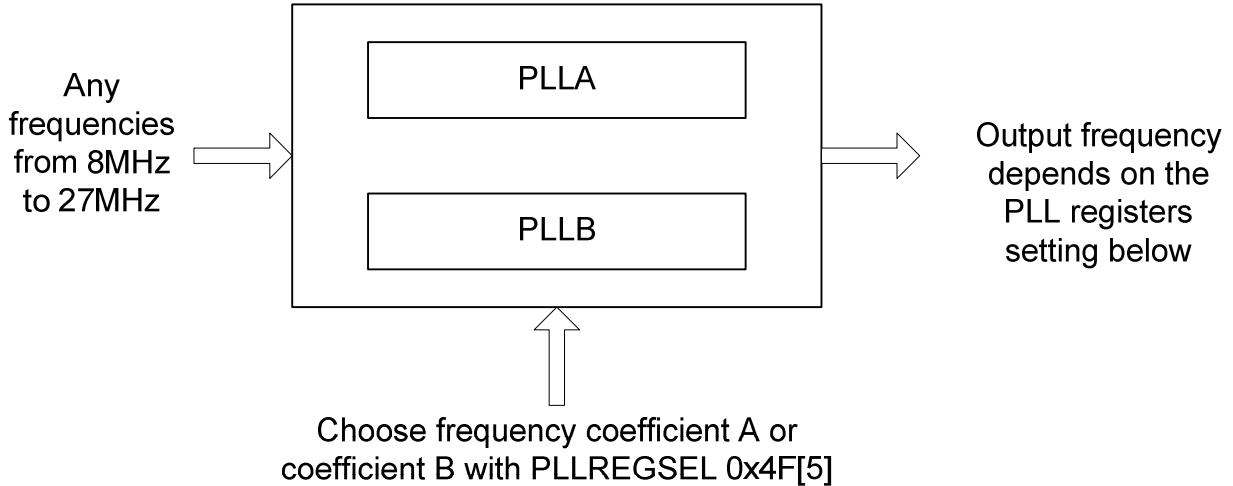 Any
frequencies
from 8MHz
to 27MHz
PLLA
PLLB
Output frequency
depends on the
PLL registers
setting below
Choose frequency coefficient A or
coefficient B with PLLREGSEL 0x4F[5]